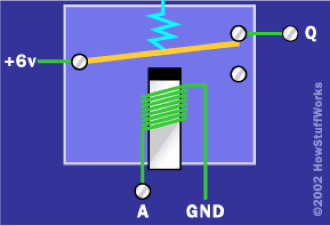 Q
+6v
A
GND
©2002 HowStuffWorks